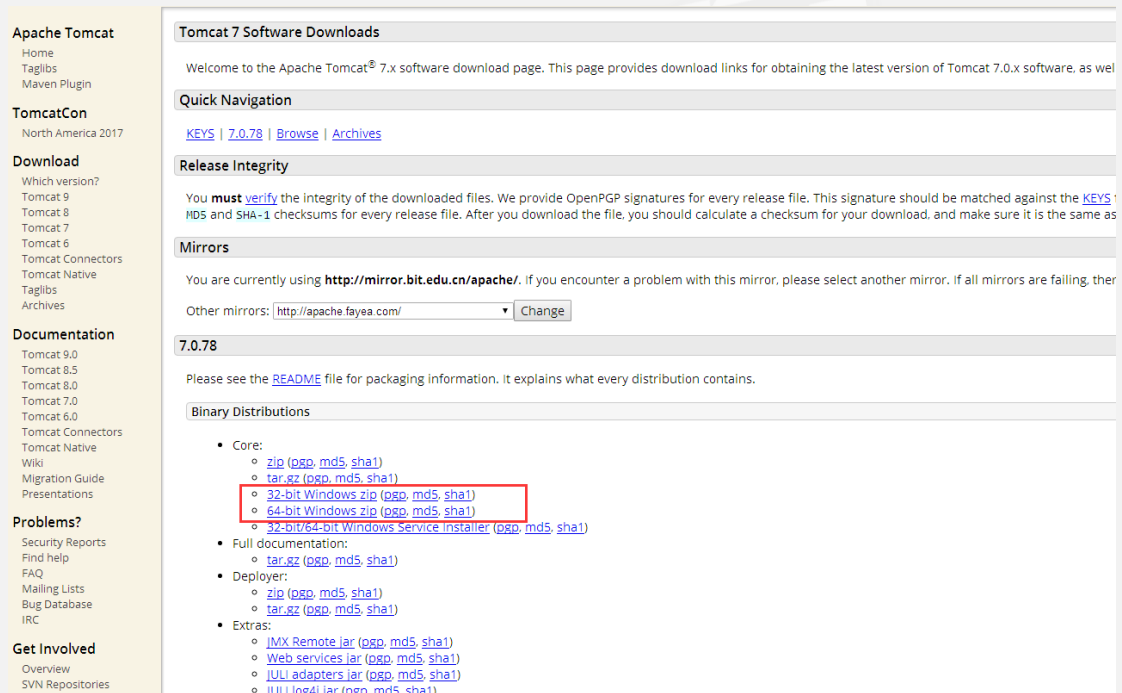 Apache Tomcat
Home
Taglibs
Maven Plugin
TomcatCon
North America 2017
Download
Which version?
Tomcat 9
Tomcat 8
Tomcat 7
Tomcat 6
Tomcat Connectors
Tomcat Native
Taglibs
Archives
Documentation
Tomcat 9.0
Tomcat 8.5
Tomcat 8.0
Tomcat 7.0
Tomcat 6.0
Tomcat Connectors
Tomcat Native
Wiki
Migration Guide
Presentations
Problems?
Security Reports
Find help
FAQ
Mailing Lists
Bug Database
IRC
Get Involved
Overview
SVN Repositories
Tomcat 7 Software Downloads
Welcome to the Apache Tomcat® 7.x software download page. This page provides download links for obtaining the latest version of Tomcat 7.0.x software, as wel
Quick Navigation
KEYS | 7.0.78 | Browse | Archives
Release Integrity
You must verify the integrity of the downloaded files. We provide OpenPGP signatures for every release file. This signature should be matched against the KEYS
MD5 and SHA-1 checksums for every release file. After you download the file, you should calculate a checksum for your download, and make sure it is the same as
Mirrors
You are currently using http://mirror.bit.edu.cn/apache/. If you encounter a problem with this mirror, please select another mirror. If all mirrors are failing, ther
Other mirrors: http://apache.fayea.com/ Change
7.0.78
Please see the README file for packaging information. It explains what every distribution contains.
Binary Distributions
• Core:
zip (pgp, md5, sha1)
tar.gz (pgp, md5, sha1)
32-bit Windows zip (pgp, md5, sha1)
64-bit Windows zip (pgp, md5, sha1)
32-bit/64-bit Windows Service Installer (pgp, md5, sha1)
• Full documentation:
tar.gz (pgp, md5, sha1)
• Deployer:
zip (pgp, md5, sha1)
tar.gz (pgp, md5, sha1)
• Extras:
JMX Remote jar (pgp, md5, sha1)
Web services jar (pgp, md5, sha1)
JULI adapters jar (pgp, md5, sha1)
JULI log4j jar (pgp, md5, sha1)